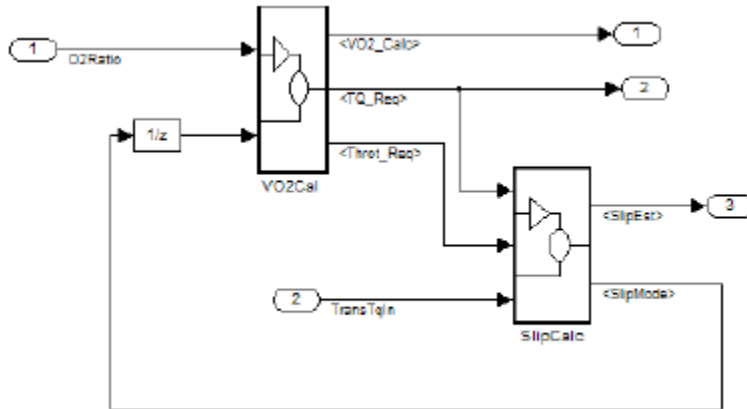 1
O2Ratio
<VO2_Calc>
1
<TQ_Req>
2
1/z
<Throt_Req>
VO2Cal
<SlipEst>
3
2
TransTqIn
<SlipMode>
SlipCalc